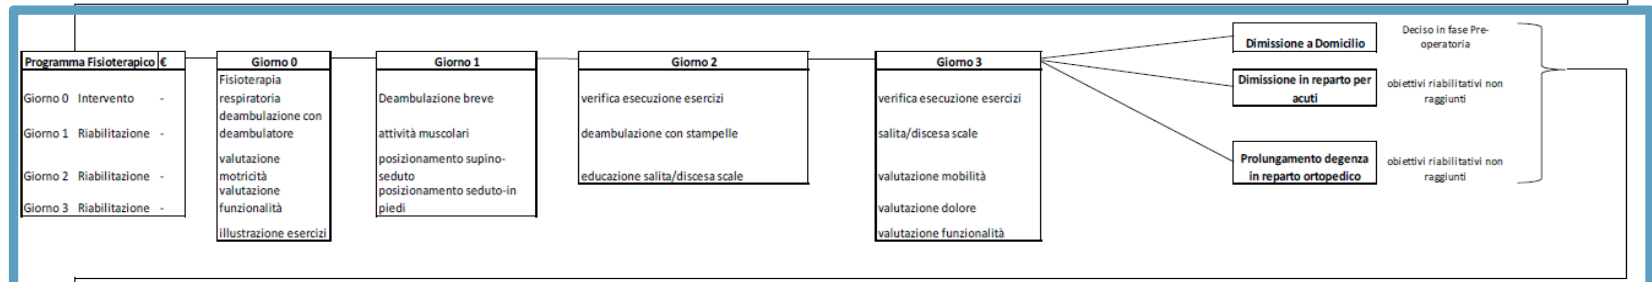 Programma Fisioterapico €
Giorno 0 Intervento -
Giorno 1 Riabilitazione -
Giorno 2 Riabilitazione -
Giorno 3 Riabilitazione -
Giorno 0
Fisioterapia
respiratoria
deambulazione con
deambulatore
valutazione
motricità
valutazione
funzionalità
illustrazione esercizi
Giorno 1
Deambulazione breve
attività muscolari
posizionamento supino-
seduto
posizionamento seduto-in
piedi
Giorno 2
verifica esecuzione esercizi
deambulazione con stampelle
educazione salita/discesa scale
Giorno 3
verifica esecuzione esercizi
salita/discesa scale
valutazione mobilità
valutazione dolore
valutazione funzionalità
Dimissione a Domicilio
Deciso in fase Pre-
operatoria
Dimissione in reparto per
acuti
obiettivi riabilitativi non
raggiunti
Prolungamento degenza
in reparto ortopedico
obiettivi riabilitativi non
raggiunti